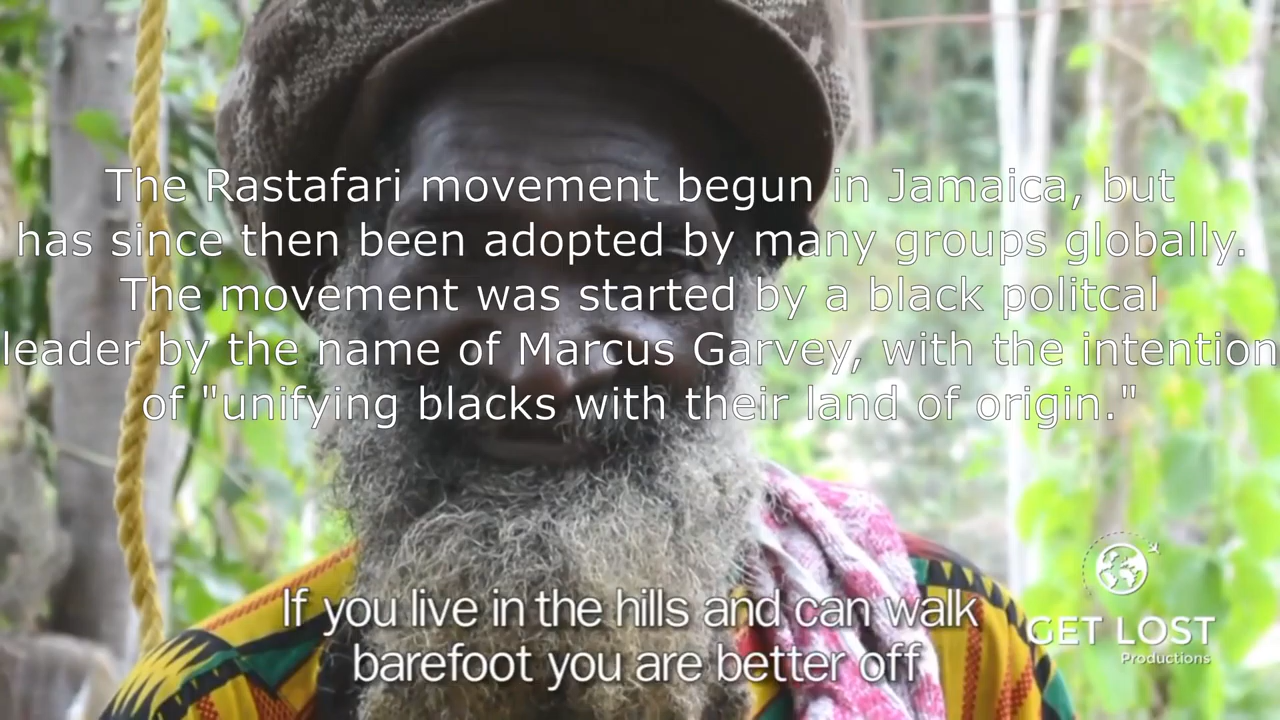 The Rastafari movement begun in Jamaica, but
has since then been adopted by many groups globally.
The movement was started by a black politcal
leader by the name of Marcus Garvey, with the intention
of "unifying blacks with their land of origin."
If you live in the hills and can walk
barefoot you are better off
GET LOST
Productions